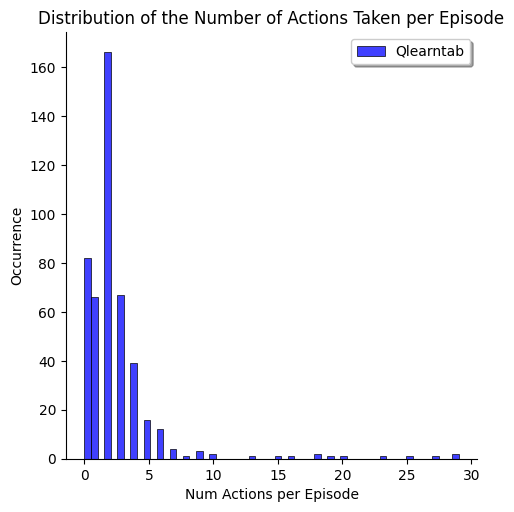 Distribution of the Number of Actions Taken per Episode
Qlearntab
160
140
120
100
80
60
40
20
0
Occurrence
0 5 10 15 20 25 30
Num Actions per Episode